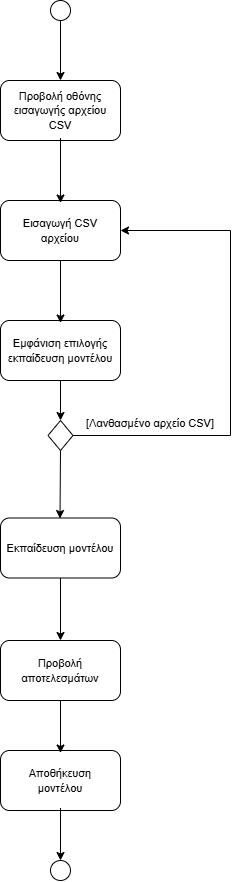 Προβολή οθόνης
εισαγωγής αρχείου
CSV
Εισαγωγή CSV
αρχείου
Εμφάνιση επιλογής
εκπαίδευση μοντέλου
[Λανθασμένο αρχείο CSV]
Εκπαίδευση μοντέλου
Προβολή
αποτελεσμάτων
Αποθήκευση
μοντέλου